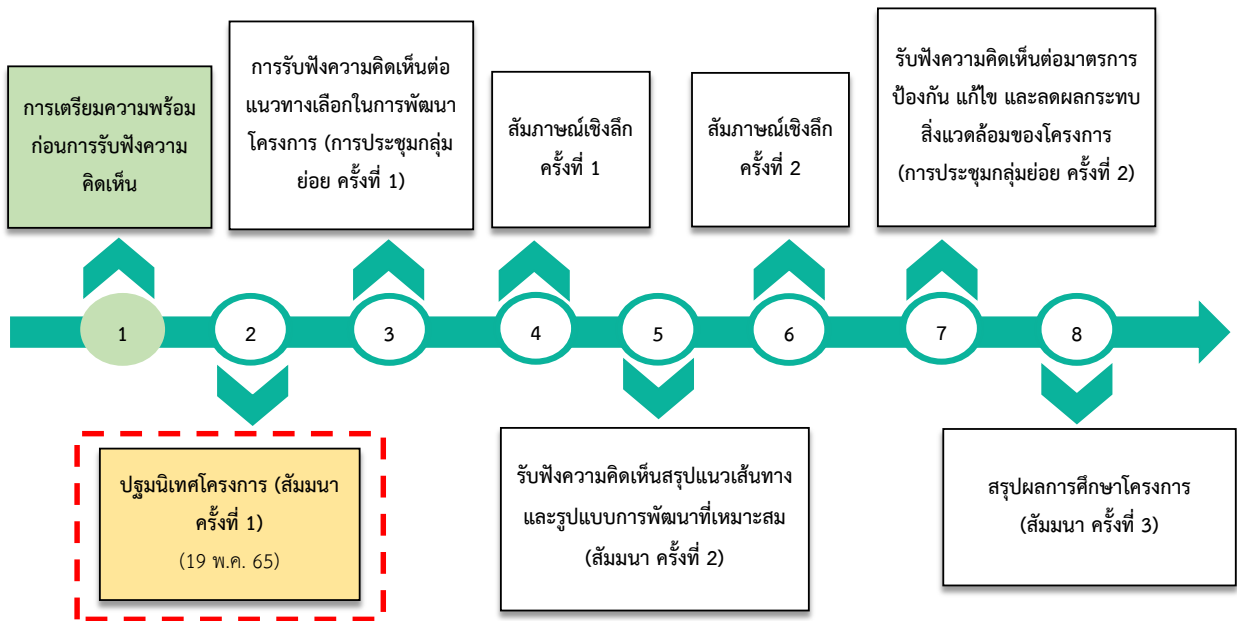 การเตรียมความพร้อม
ก่อนการรับฟังความ
คิดเห็น
การรับฟังความคิดเห็นต่อ
แนวทางเลือกในการพัฒนา
โครงการ (การประชุมกลุ่ม
ย่อย ครั้งที่ 1)
สัมภาษณ์เชิงลึก
ครั้งที่ 1
สัมภาษณ์เชิงลึก
ครั้งที่ 2
รับฟังความคิดเห็นต่อมาตรการ
ป้องกัน แก้ไข และลดผลกระทบ
สิ่งแวดล้อมของโครงการ
(การประชุมกลุ่มย่อย ครั้งที่ 2)
1
2
3
4
5
6
7
8
ปฐมนิเทศโครงการ (สัมมนา
ครั้งที่ 1)
(19 พ.ค. 65)
รับฟังความคิดเห็นสรุปแนวเส้นทาง
และรูปแบบการพัฒนาที่เหมาะสม
(สัมมนา ครั้งที่ 2)
สรุปผลการศึกษาโครงการ
(สัมมนา ครั้งที่ 3)